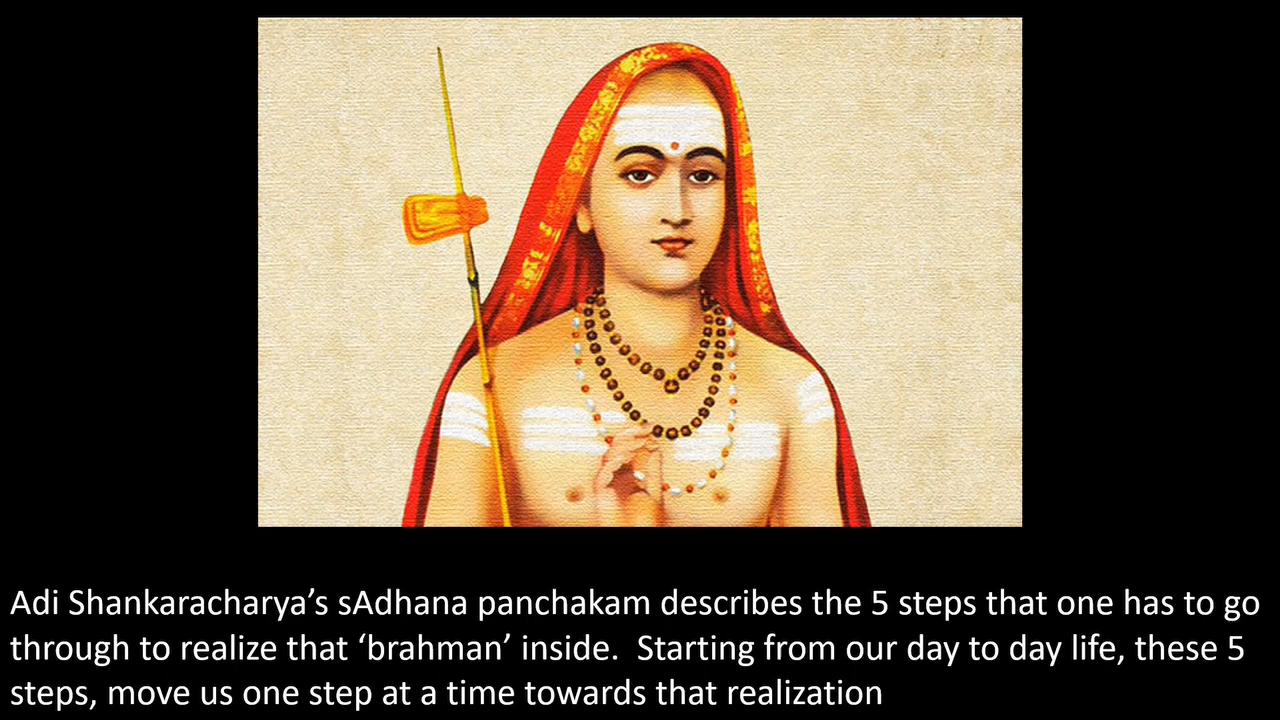 Adi Shankaracharya’s sAdhana panchakam describes the 5 steps that one has to go
through to realize that ‘brahman’ inside.  Starting from our day to day life, these 5
steps, move us one step at a time towards that realization